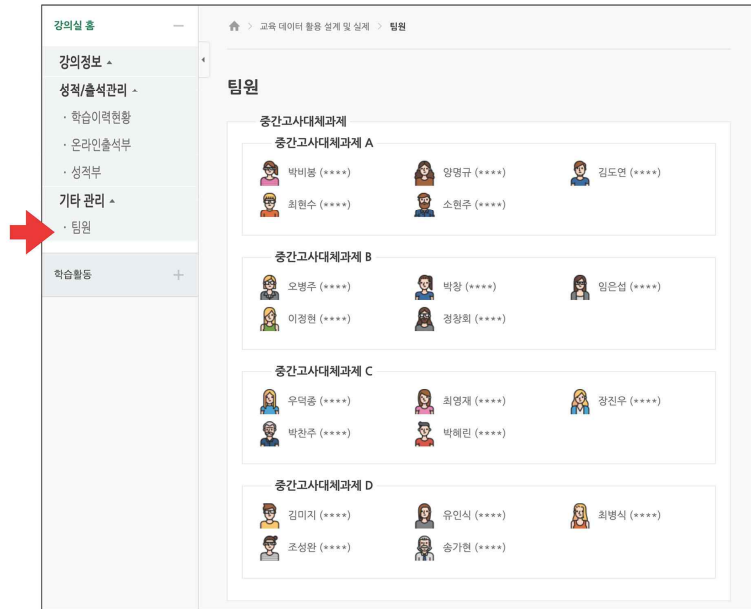 강의실 홈
강의정보
성적/출석관리
· 학습이력현황
· 온라인출석부
· 성적부
기타 관리
· 팀원
학습활동
> 교육 데이터 활용 설계 및 실제 > 팀원
팀원
중간고사대체과제
중간고사대체과제 A
박비봉 (****) 양명규 (****) 김도연 (****)
최현수 (****) 소현주 (****)
중간고사대체과제 B
오병주 (****) 박창 (****) 임은섭 (****)
이정현 (****) 정창회 (****)
중간고사대체과제 C
우덕종 (****) 최영재 (****) 장진우 (****)
박찬주 (****) 박혜린 (****)
중간고사대체과제 D
김미지 (****) 유인식 (****) 최병식 (****)
조성완 (****) 송가현 (****)